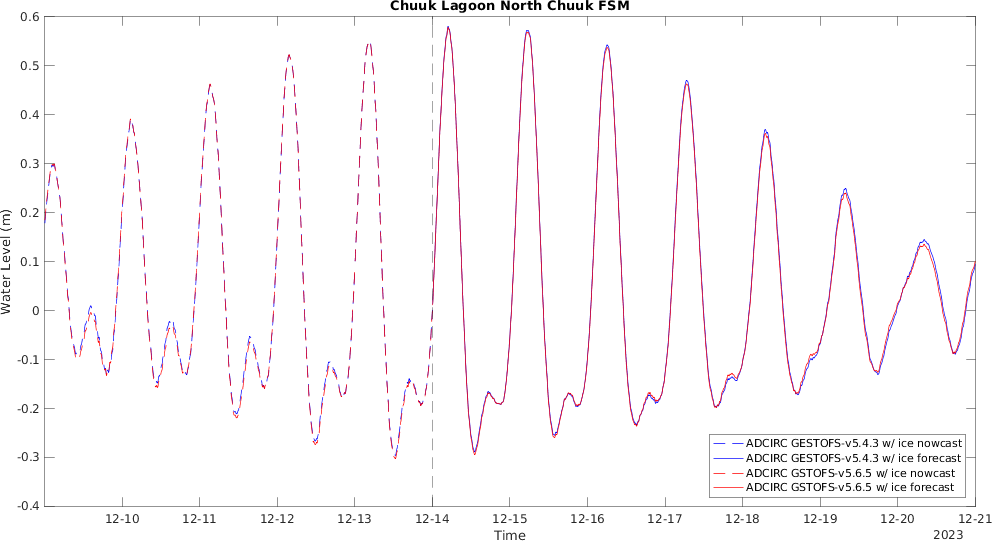 Chuuk Lagoon North Chuuk FSM
0.6
0.5
0.4
0.3
0.2
0.1
0
-0.1
-0.2
-0.3
-0.4
Water Level (m)
ADCIRC GESTOFS-v5.4.3 w/ ice nowcast
ADCIRC GESTOFS-v5.4.3 w/ ice forecast
ADCIRC GSTOFS-v5.6.5 w/ ice nowcast
ADCIRC GSTOFS-v5.6.5 w/ ice forecast
12-10 12-11 12-12 12-13 12-14 12-15 12-16 12-17 12-18 12-19 12-20 12-21
Time
2023